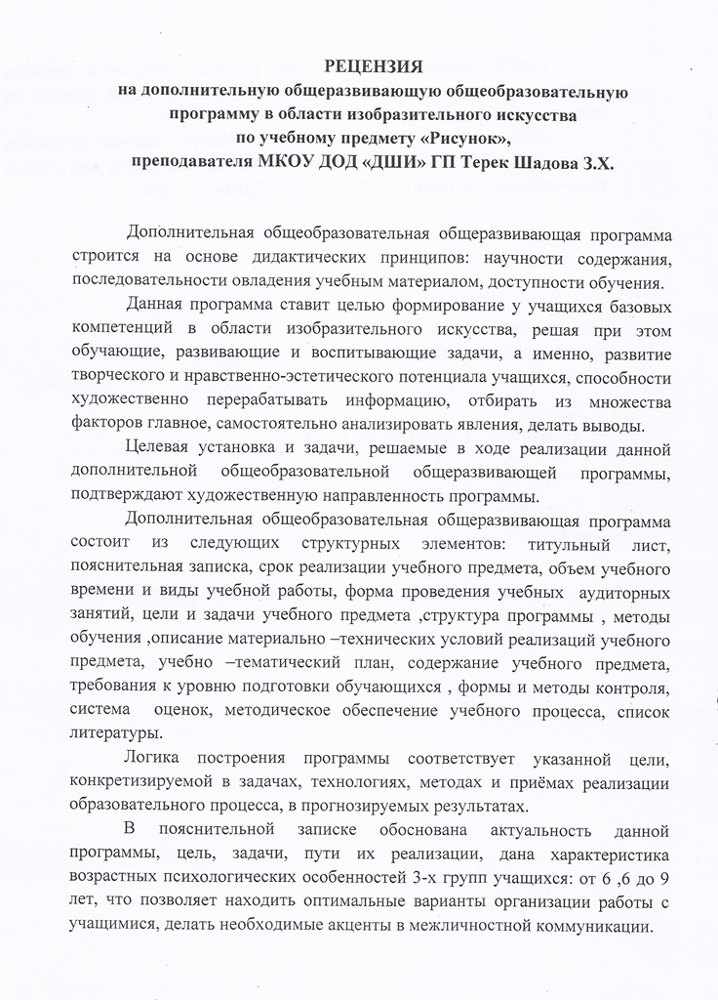 РЕЦЕНЗИЯ
на дополнительную общеразвивающую общеобразовательную
программу в области изобразительного искусства
по учебному предмету «Рисунок»,
преподавателя МКОУ ДОД «ДШИ» ГП Терек Шадова З.Х.
Дополнительная общеобразовательная общеразвивающая программа
строится на основе дидактических принципов: научности содержания,
последовательности овладения учебным материалом, доступности обучения.
Данная программа ставит целью формирование у учащихся базовых
компетенций в области изобразительного искусства, решая при этом
обучающие, развивающие и воспитывающие задачи, а именно, развитие
творческого и нравственно-эстетического потенциала учащихся, способности
художественно перерабатывать информацию, отбирать из множества
факторов главное, самостоятельно анализировать явления, делать выводы.
Целевая установка и задачи, решаемые в ходе реализации данной
дополнительной общеобразовательной общеразвивающей программы,
подтверждают художественную направленность программы.
Дополнительная общеобразовательная общеразвивающая программа
состоит из следующих структурных элементов: титульный лист,
пояснительная записка, срок реализации учебного предмета, объем учебного
времени и виды учебной работы, форма проведения учебных аудиторных
занятий, цели и задачи учебного предмета ,структура программы , методы
обучения ,описание материально –технических условий реализаций учебного
предмета, учебно –тематический план, содержание учебного предмета,
требования к уровню подготовки обучающихся , формы и методы контроля,
система оценок, методическое обеспечение учебного процесса, список
литературы.
Логика построения программы соответствует указанной цели,
конкретизируемой в задачах, технологиях, методах и приёмах реализации
образовательного процесса, в прогнозируемых результатах.
В пояснительной записке обоснована актуальность данной
программы, цель, задачи, пути их реализации, дана характеристика
возрастных психологических особенностей 3-х групп учащихся: от 6 ,6 до 9
лет, что позволяет находить оптимальные варианты организации работы с
учащимися, делать необходимые акценты в межличностной коммуникации.